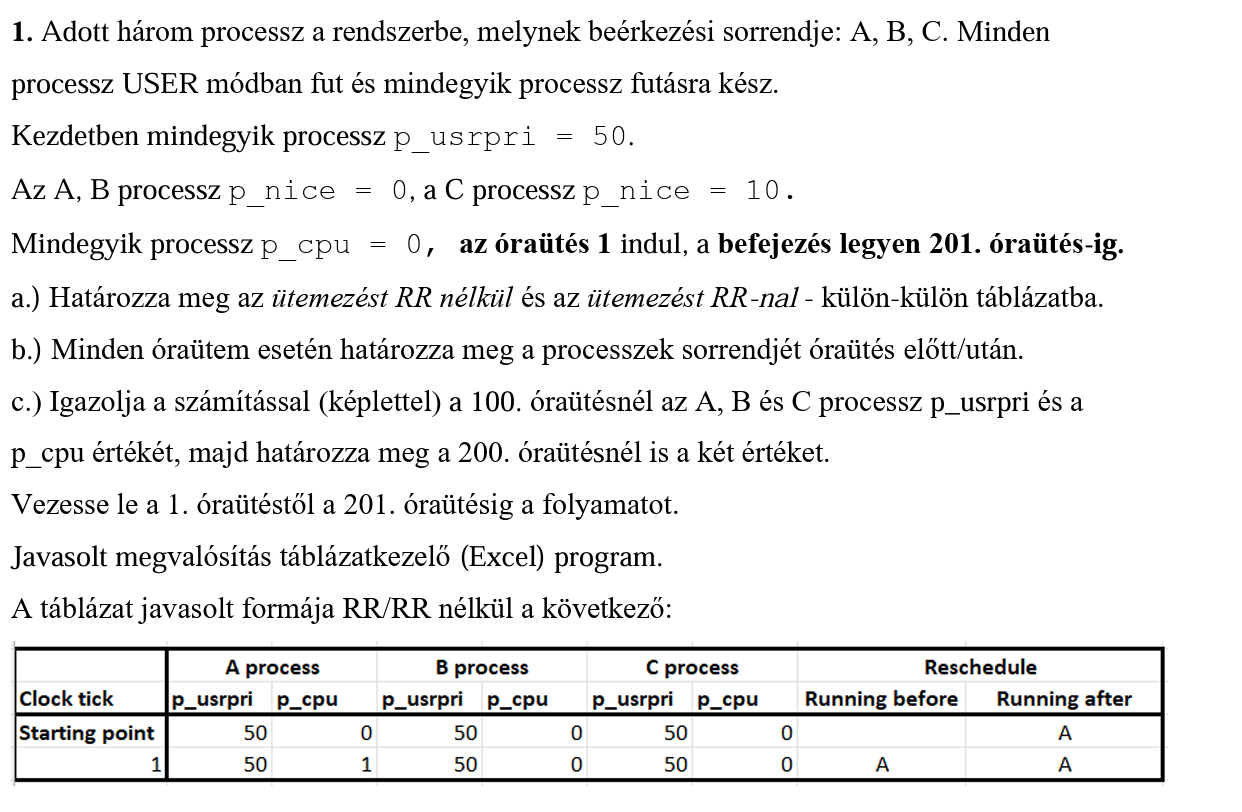 1. Adott három processz a rendszerbe, melynek beérkezési sorrendje: A, B, C. Minden
processz USER módban fut és mindegyik processz futásra kész.
Kezdetben mindegyik processz p_usrpri = 50.
Az A, B processz p_nice = 0, a C processz p_nice = 10.
Mindegyik processz p_cpu = 0, az óraütés 1 indul, a befejezés legyen 201. óraütés-ig.
a.) Határozza meg az ütemezést RR nélkül és az ütemezést RR-nal - külön-külön táblázatba.
b.) Minden óraütem esetén határozza meg a processzek sorrendjét óraütés előtt/után.
c.) Igazolja a számítással (képlettel) a 100. óraütésnél az A, B és C processz p_usrpri és a
p_cpu értékét, majd határozza meg a 200. óraütésnél is a két értéket.
Vezesse le a 1. óraütéstől a 201. óraütésig a folyamatot.
Javasolt megvalósítás táblázatkezelő (Excel) program.
A táblázat javasolt formája RR/RR nélkül a következő:
A process B process C process Reschedule
Clock tick p_usrpri p_cpu p_usrpri p_cpu p_usrpri p_cpu Running before Running after
Starting point 50 0 50 0 50 0 A
1 50 1 50 0 50 0 A A